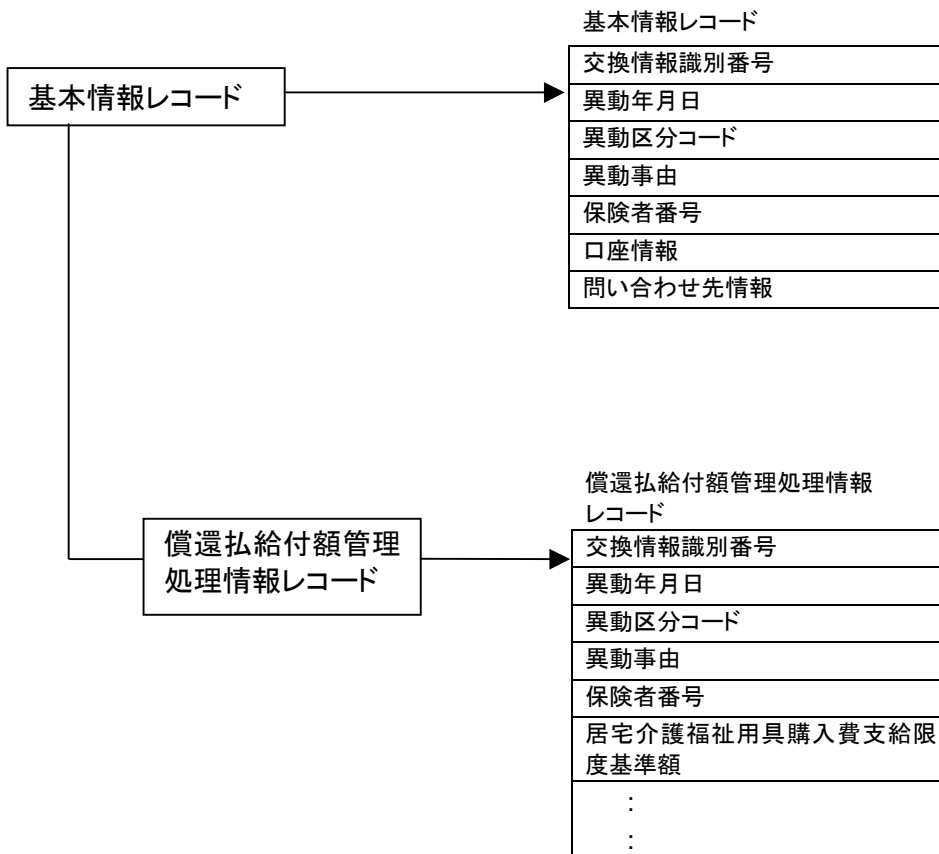 基本情報レコード
基本情報レコード
交換情報識別番号
異動年月日
異動区分コード
異動事由
保険者番号
口座情報
問い合わせ先情報
償還払給付額管理
処理情報レコード
償還払給付額管理処理情報
レコード
交換情報識別番号
異動年月日
異動区分コード
異動事由
保険者番号
居宅介護福祉用具購入費支給限
度基準額
:
: